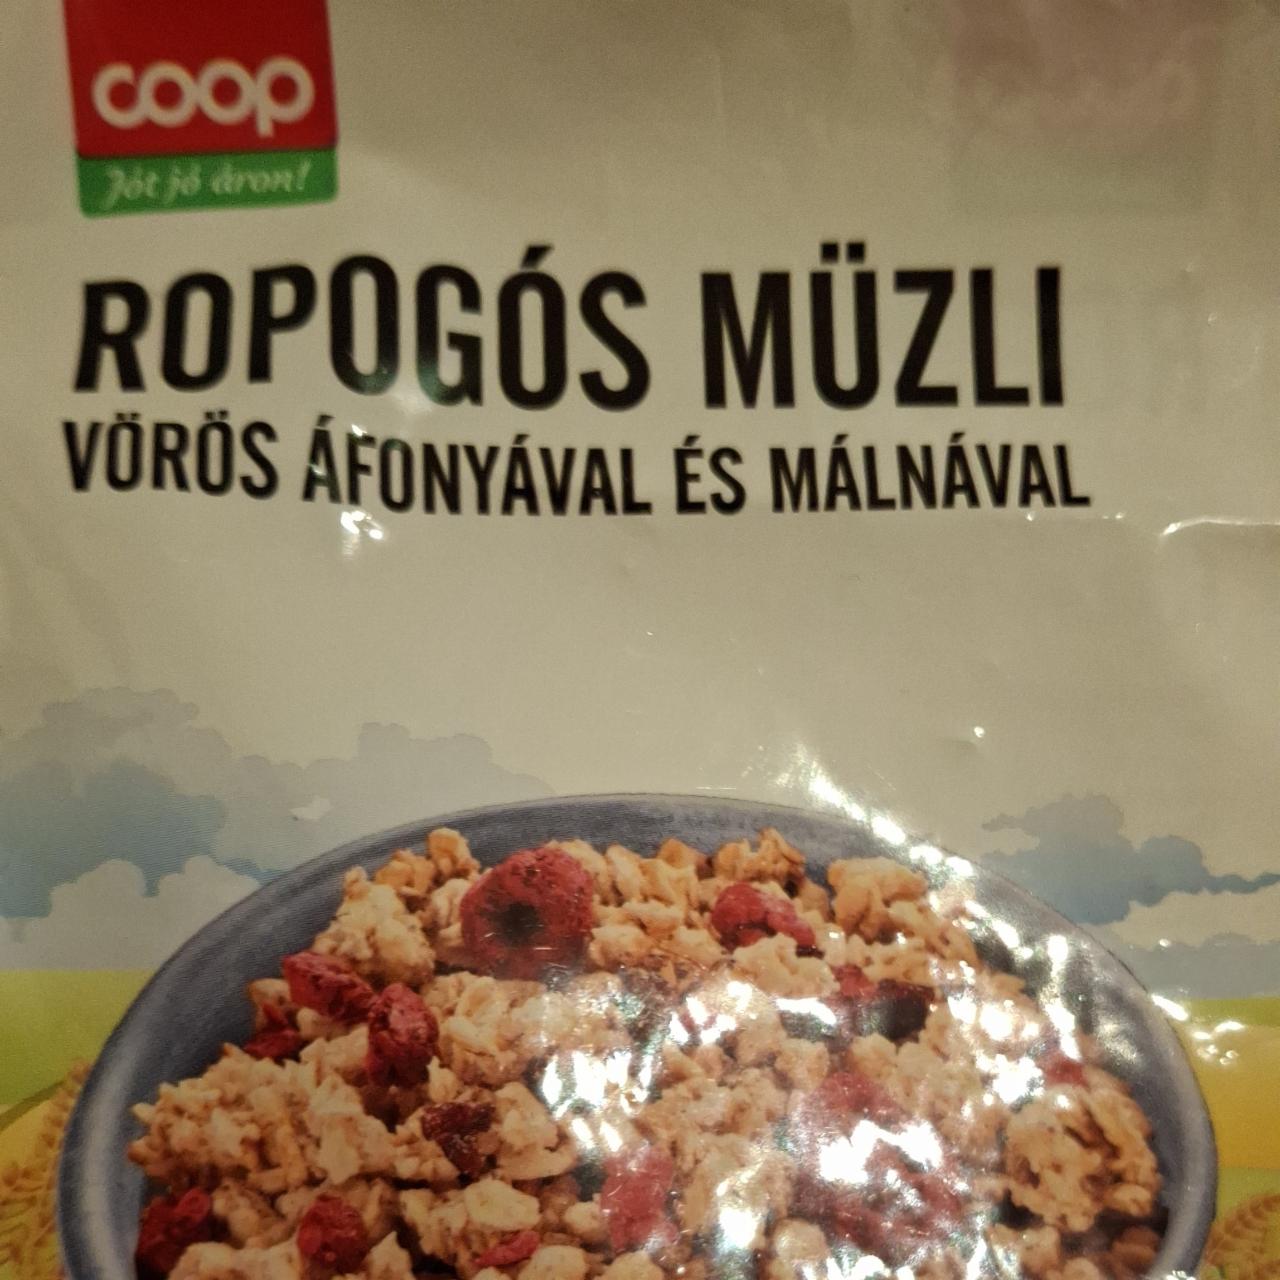 coop
Jót jó áron!
ROPOGÓS MÜZLI
VÖRÖS ÁFONYÁVAL ÉS MÁLNÁVAL